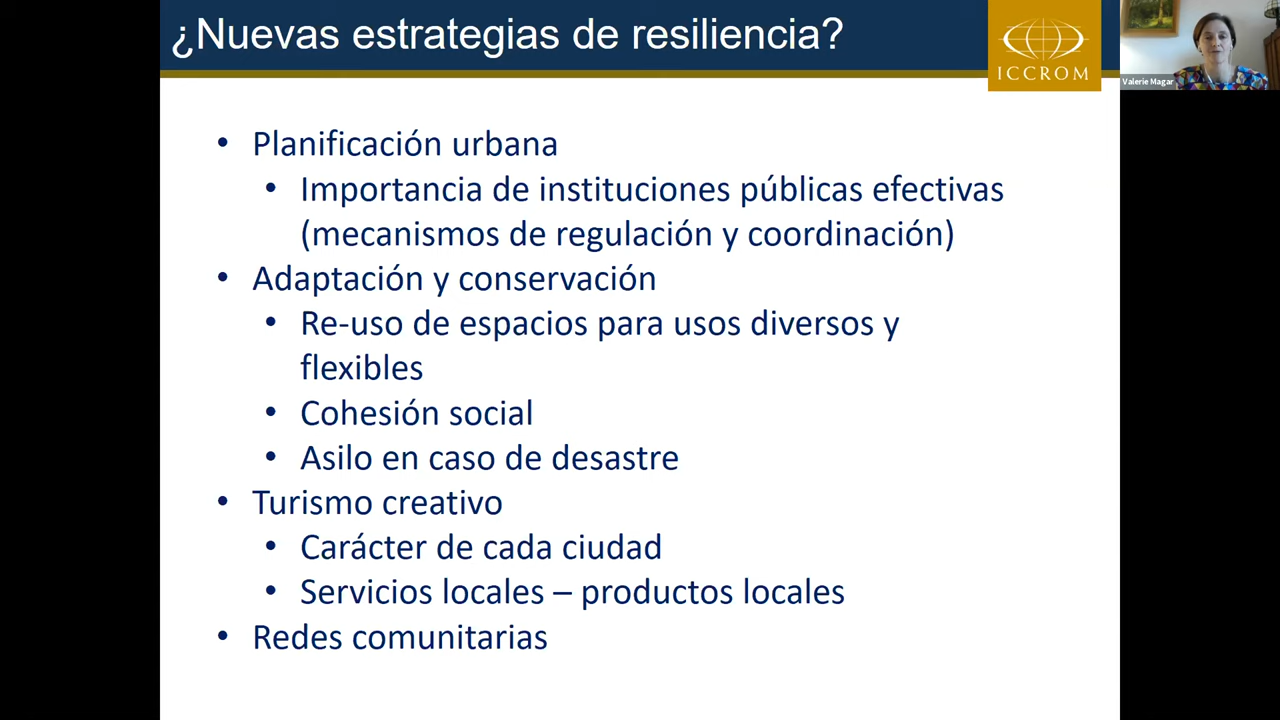 ¿Nuevas estrategias de resiliencia?
ICCROM
Valerie Magar
• Planificación urbana
• Importancia de instituciones públicas efectivas
(mecanismos de regulación y coordinación)
• Adaptación y conservación
• Re-uso de espacios para usos diversos y
flexibles
• Cohesión social
• Asilo en caso de desastre
• Turismo creativo
• Carácter de cada ciudad
• Servicios locales – productos locales
• Redes comunitarias